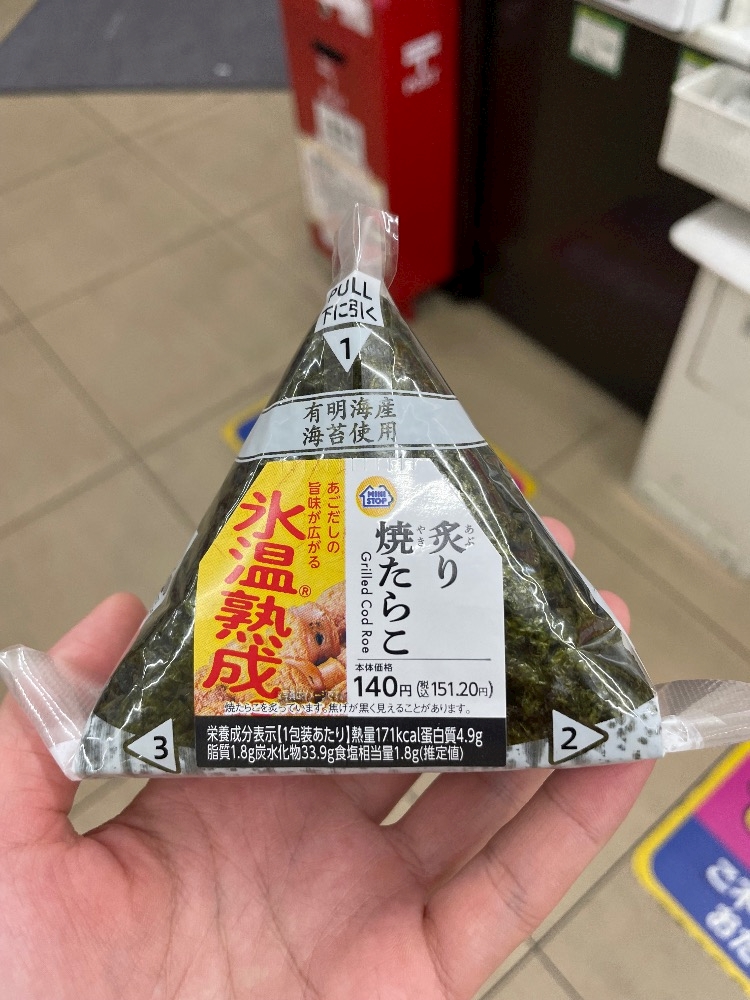 PULL
下に引く
1
有明海産
海苔使用
あごだしの
旨味が広がる
氷温熟成®
MINI
STOP
炙り
あぶ
焼たらこ
やき
Grilled Cod Roe
本体価格
140円(税込151.20円)
焼たらこを炙っています。焦げが黒く見えることがあります。
栄養成分表示【1包装あたり】熱量171kcal蛋白質4.9g
脂質1.8g炭水化物33.9g食塩相当量1.8g(推定値)
3
2